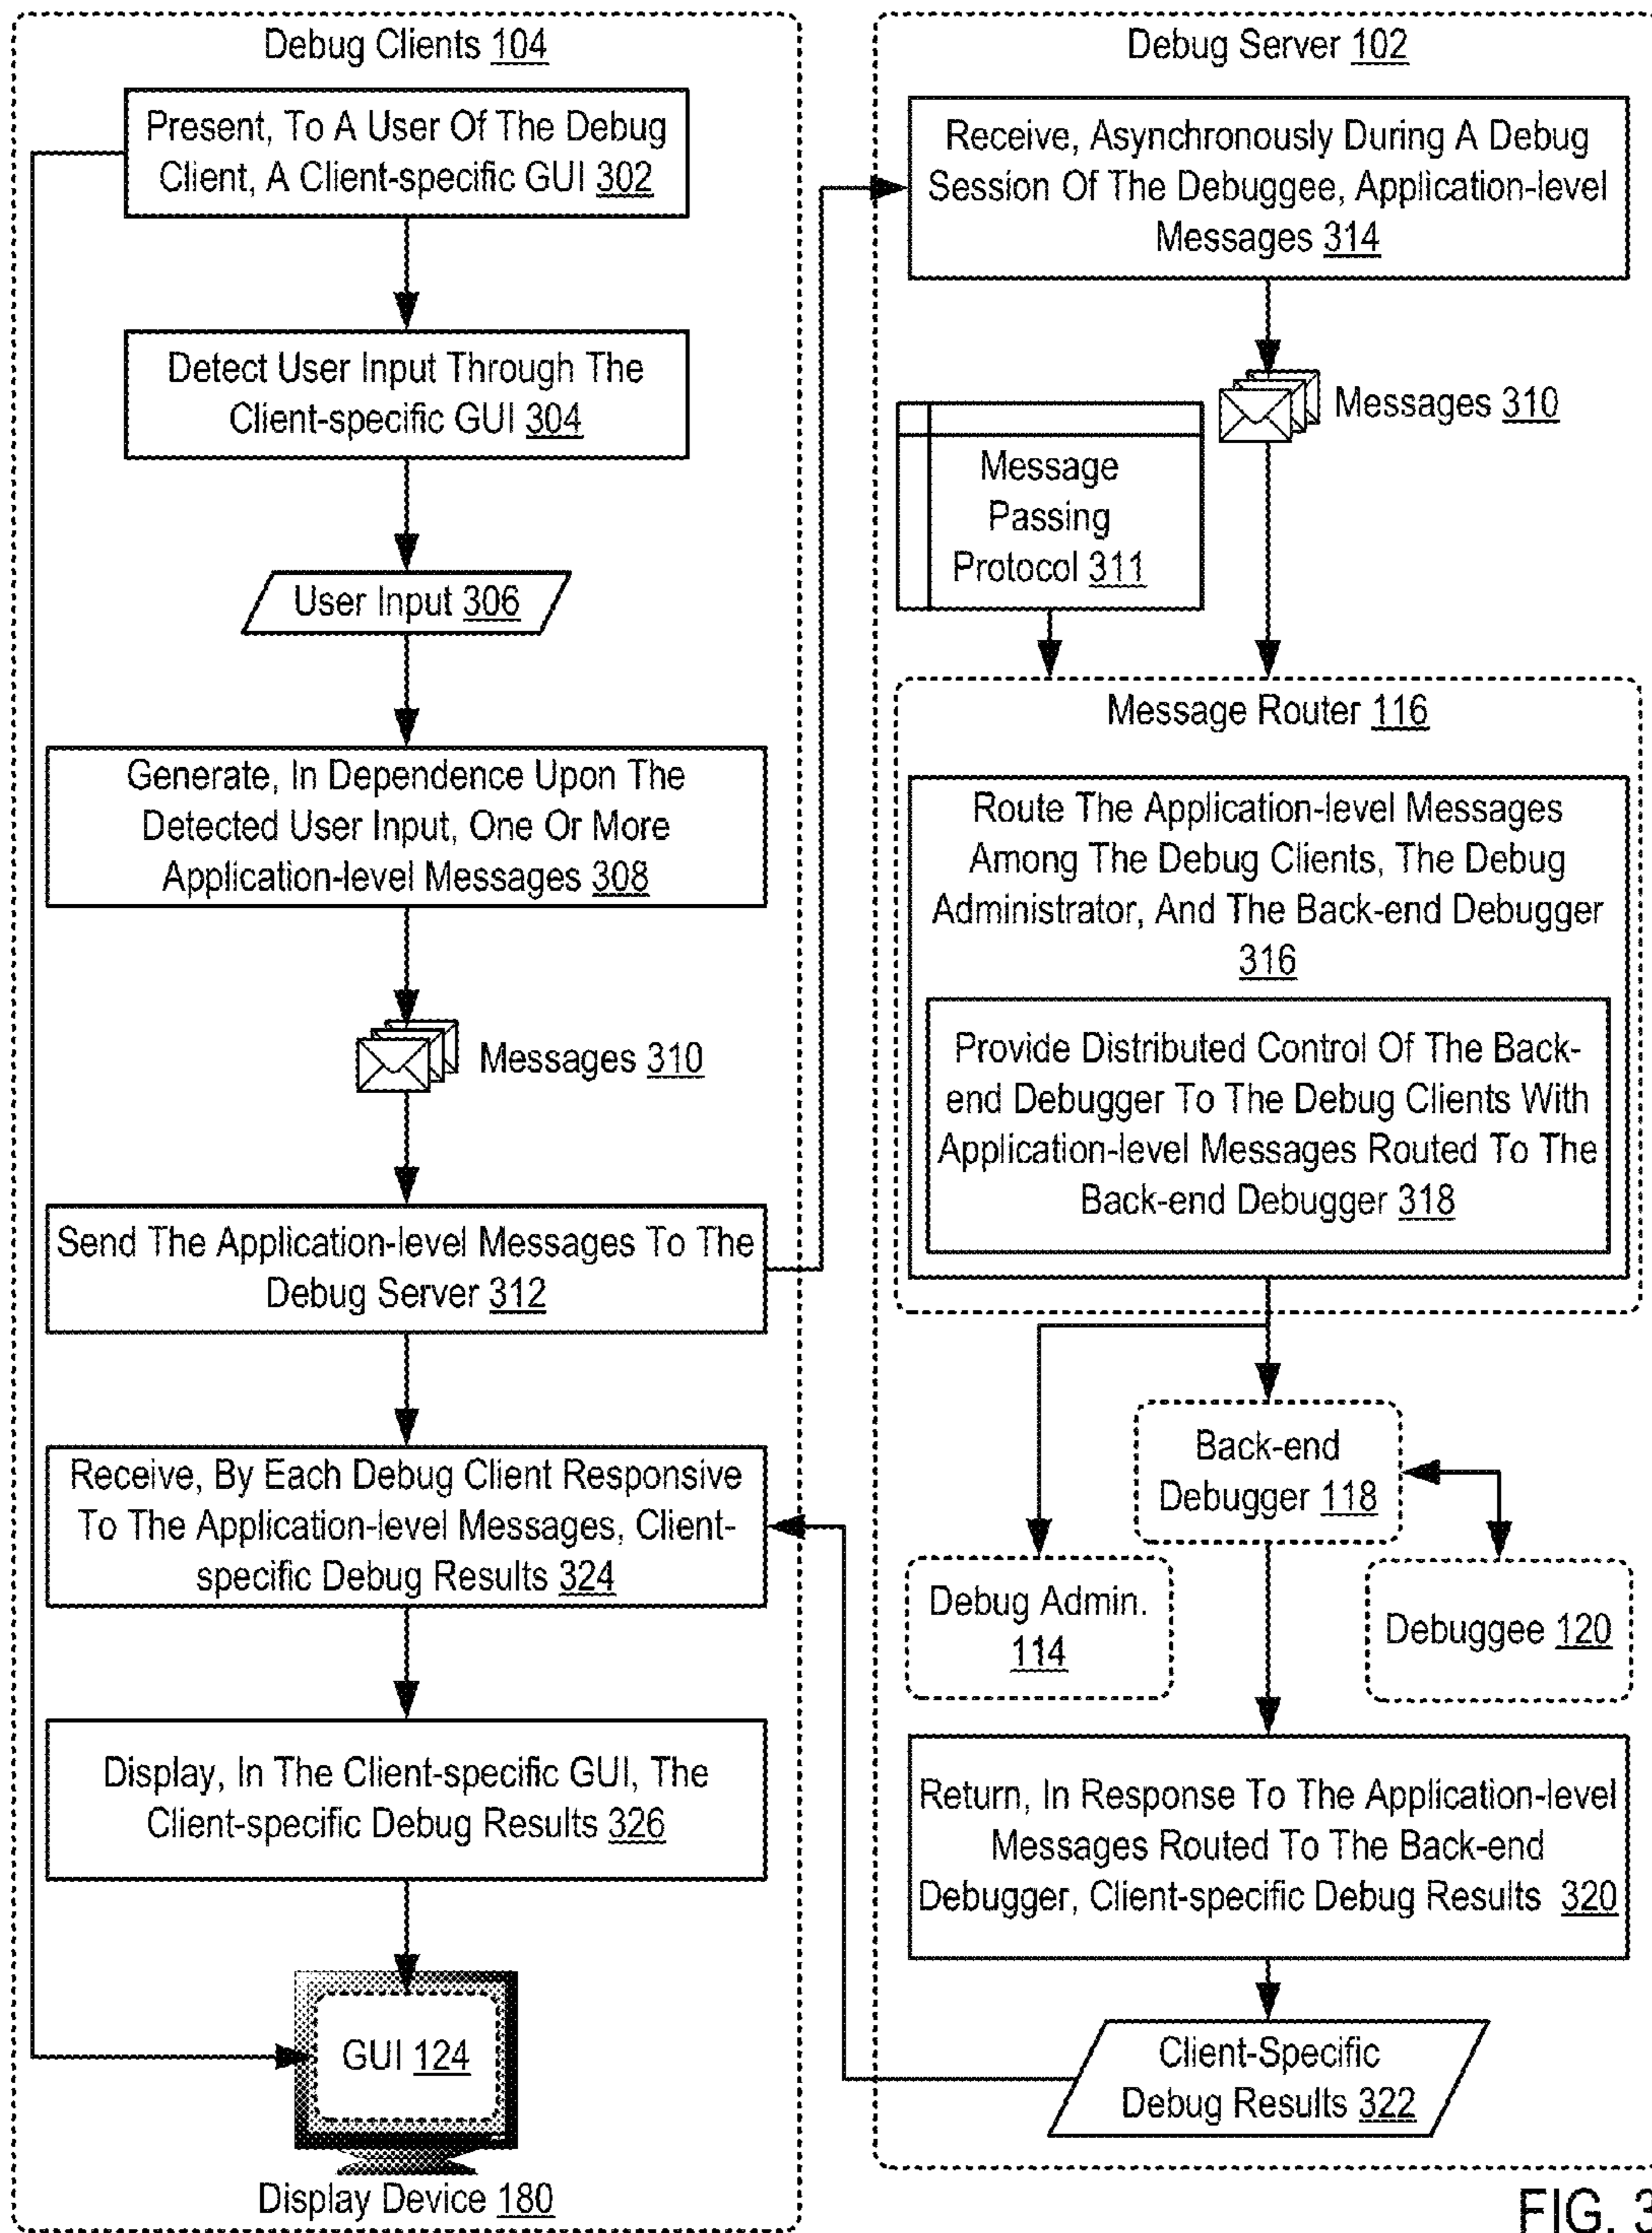 Debug Clients 104
Present, To A User Of The Debug
Client, A Client-specific GUI 302
Detect User Input Through The
Client-specific GUI 304
User Input 306
Generate, In Dependence Upon The
Detected User Input, One Or More
Application-level Messages 308
Messages 310
Send The Application-level Messages To The
Debug Server 312
Receive, By Each Debug Client Responsive
To The Application-level Messages, Client-
specific Debug Results 324
Display, In The Client-specific GUI, The
Client-specific Debug Results 326
GUI 124
Display Device 180
Debug Server 102
Receive, Asynchronously During A Debug
Session Of The Debuggee, Application-level
Messages 314
Messages 310
Message
Passing
Protocol 311
Message Router 116
Route The Application-level Messages
Among The Debug Clients, The Debug
Administrator, And The Back-end Debugger
316
Provide Distributed Control Of The Back-
end Debugger To The Debug Clients With
Application-level Messages Routed To The
Back-end Debugger 318
Back-end
Debugger 118
Debug Admin.
114
Debuggee 120
Return, In Response To The Application-level
Messages Routed To The Back-end
Debugger, Client-specific Debug Results 320
Client-Specific
Debug Results 322
FIG. 3